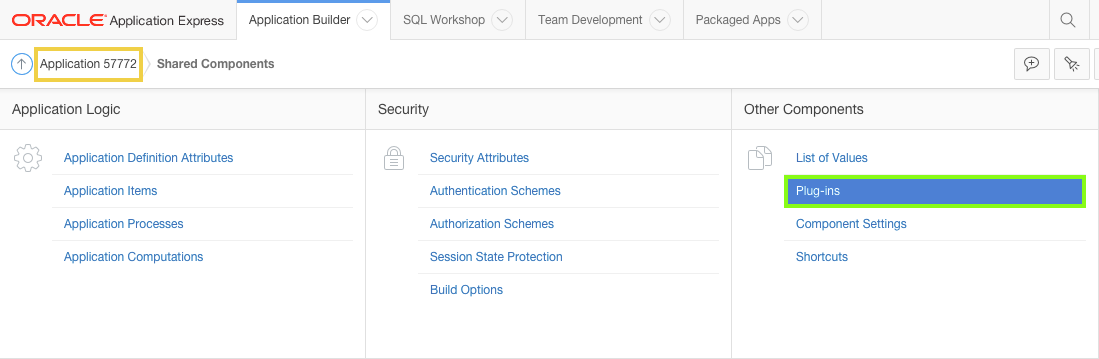 ORACLE Application Express Application Builder SQL Workshop Team Development Packaged Apps
Application 57772 Shared Components
Application Logic
Application Definition Attributes
Application Items
Application Processes
Application Computations
Security
Security Attributes
Authentication Schemes
Authorization Schemes
Session State Protection
Build Options
Other Components
List of Values
Plug-ins
Component Settings
Shortcuts